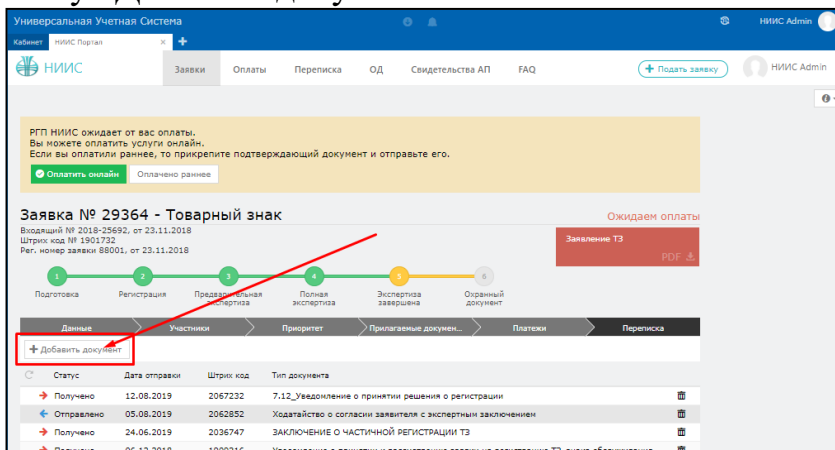 Универсальная Учетная Система
НИИС Admin
Кабинет НИИС Портал × +
НИИС Заявки Оплаты Переписка ОД Свидетельства АП FAQ + Подать заявку НИИС Admin
РГП НИИС ожидает от вас оплаты.
Вы можете оплатить услуги онлайн.
Если вы оплатили раннее, то прикрепите подтверждающий документ и отправьте его.
Оплатить онлайн Оплачено раннее
Заявка № 29364 - Товарный знак
Ожидаем оплаты
Входящий № 2018-25692, от 23.11.2018
Штрих код № 1901732
Рег. номер заявки 88001, от 23.11.2018
Заявление ТЗ
PDF
1 2 3 4 5 6
Подготовка Регистрация Предварительная экспертиза Полная экспертиза Экспертиза завершена Охранный документ
Данные Участники Приоритет Прилагаемые докумен... Платежи Переписка
+ Добавить документ
Статус Дата отправки Штрих код Тип документа
Получено 12.08.2019 2067232 7.12_Уведомление о принятии решения о регистрации
Отправлено 05.08.2019 2062852 Ходатайство о согласии заявителя с экспертным заключением
Получено 24.06.2019 2036747 ЗАКЛЮЧЕНИЕ О ЧАСТИЧНОЙ РЕГИСТРАЦИИ ТЗ